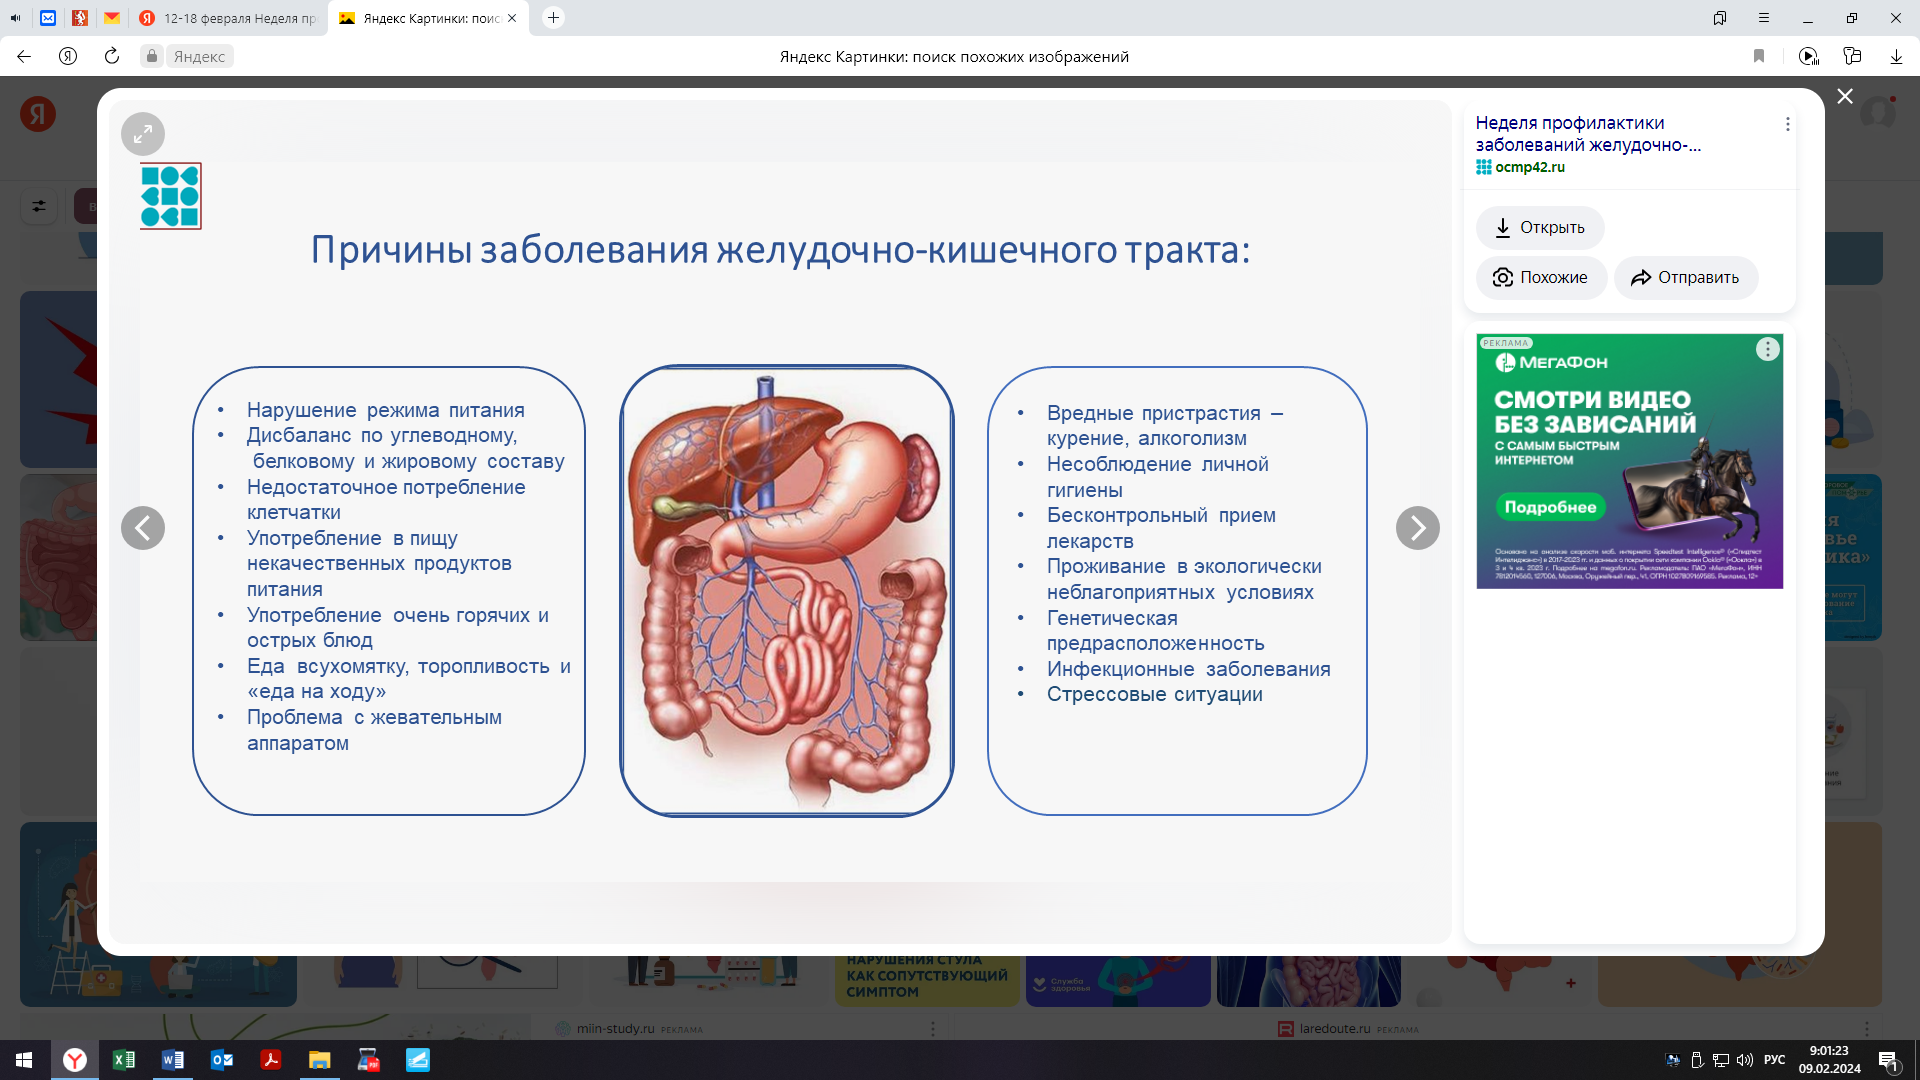 12-18 февраля Неделя пр
Яндекс Картинки: поис
Яндекс
Яндекс Картинки: поиск похожих изображений
Причины заболевания желудочно-кишечного тракта:
• Нарушение режима питания
• Дисбаланс по углеводному,
белковому и жировому составу
• Недостаточное потребление
клетчатки
• Употребление в пищу
некачественных продуктов
питания
• Употребление очень горячих и
острых блюд
• Еда всухомятку, торопливость и
«еда на ходу»
• Проблема с жевательным
аппаратом
• Вредные пристрастия –
курение, алкоголизм
• Несоблюдение личной
гигиены
• Бесконтрольный прием
лекарств
• Проживание в экологически
неблагоприятных условиях
• Генетическая
предрасположенность
• Инфекционные заболевания
• Стрессовые ситуации
Неделя профилактики
заболеваний желудочно-...
ocmp42.ru
Открыть
Похожие
Отправить
РЕКЛАМА
МЕГАФОН
СМОТРИ ВИДЕО
БЕЗ ЗАВИСАНИЙ
С САМЫМ БЫСТРЫМ
ИНТЕРНЕТОМ
Подробнее
НАРУШЕНИЯ СТУЛА
КАК СОПУТСТВУЮЩИЙ
СИМПТОМ
Служба
здоровья
miin-study.ru РЕКЛАМА
laredoute.ru РЕКЛАМА
РУС
9:01:23
09.02.2024
1